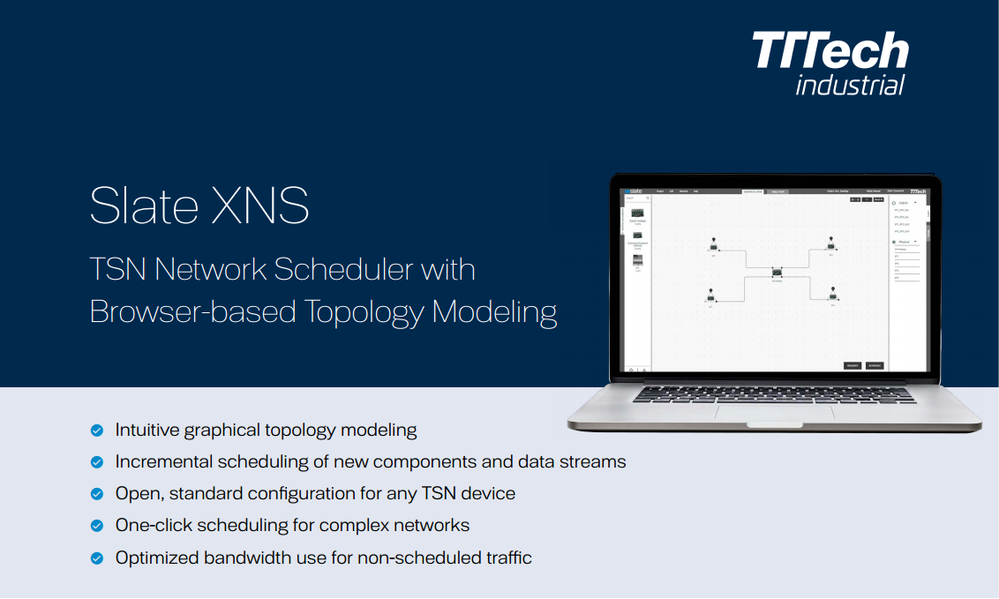 TTTech
industrial
Slate XNS
TSN Network Scheduler with
Browser-based Topology Modeling
slate
TTTech
Intuitive graphical topology modeling
Incremental scheduling of new components and data streams
Open, standard configuration for any TSN device
One-click scheduling for complex networks
Optimized bandwidth use for non-scheduled traffic